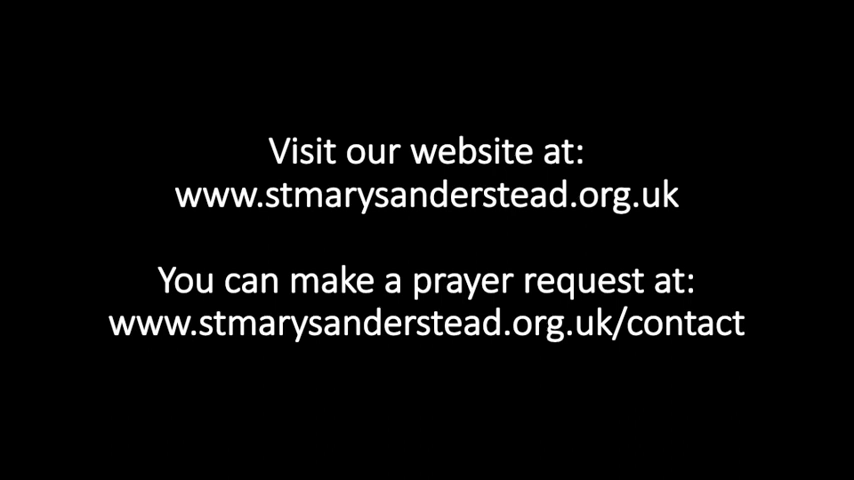 Visit our website at:
www.stmarysanderstead.org.uk
You can make a prayer request at:
www.stmarysanderstead.org.uk/contact